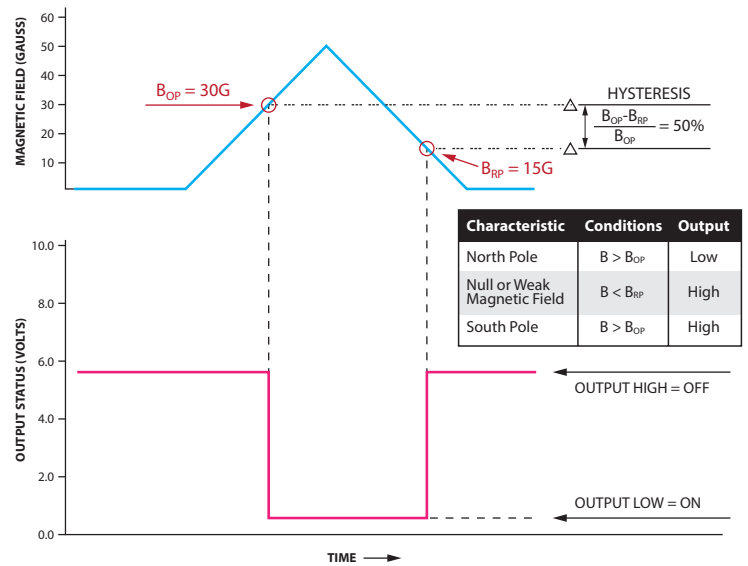 MAGNETIC FIELD (GAUSS)
60
50
40
30
20
10
BOP = 30G
BRP = 15G
HYSTERESIS
BOP-BRP
BOP
= 50%
Characteristic Conditions Output
North Pole B > BOP Low
Null or Weak
Magnetic Field B < BRP High
South Pole B > BOP High
OUTPUT STATUS (VOLTS)
10.0
8.0
6.0
4.0
2.0
0.0
OUTPUT HIGH = OFF
OUTPUT LOW = ON
TIME